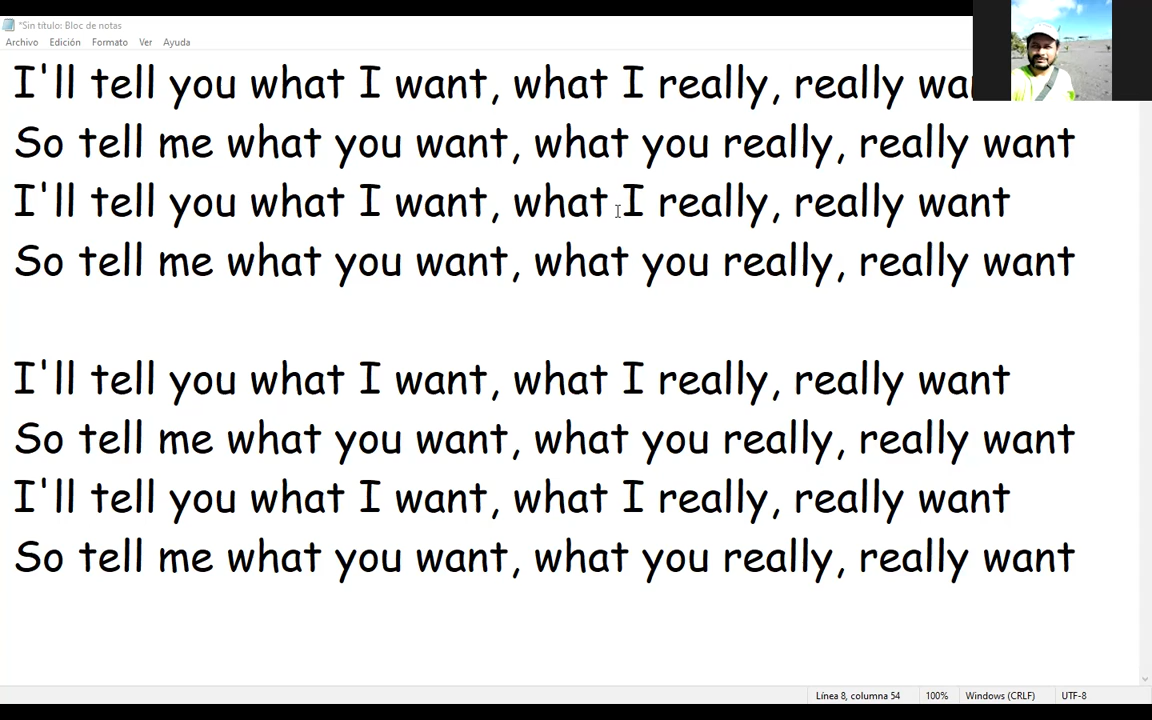 *Sin título: Bloc de notas
Archivo Edición Formato Ver Ayuda
I'll tell you what I want, what I really, really
So tell me what you want, what you really, really want
I'll tell you what I want, what I really, really want
So tell me what you want, what you really, really want
I'll tell you what I want, what I really, really want
So tell me what you want, what you really, really want
I'll tell you what I want, what I really, really want
So tell me what you want, what you really, really want
Línea 8, columna 54 100% Windows (CRLF) UTF-8